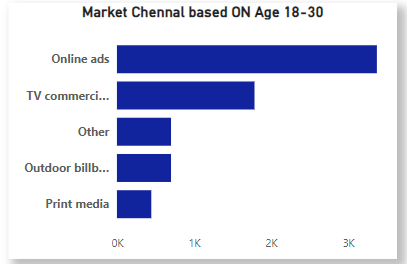 Market Chennal based ON Age 18-30
Online ads
TV commerci...
Other
Outdoor billb...
Print media
0K 1K 2K 3K